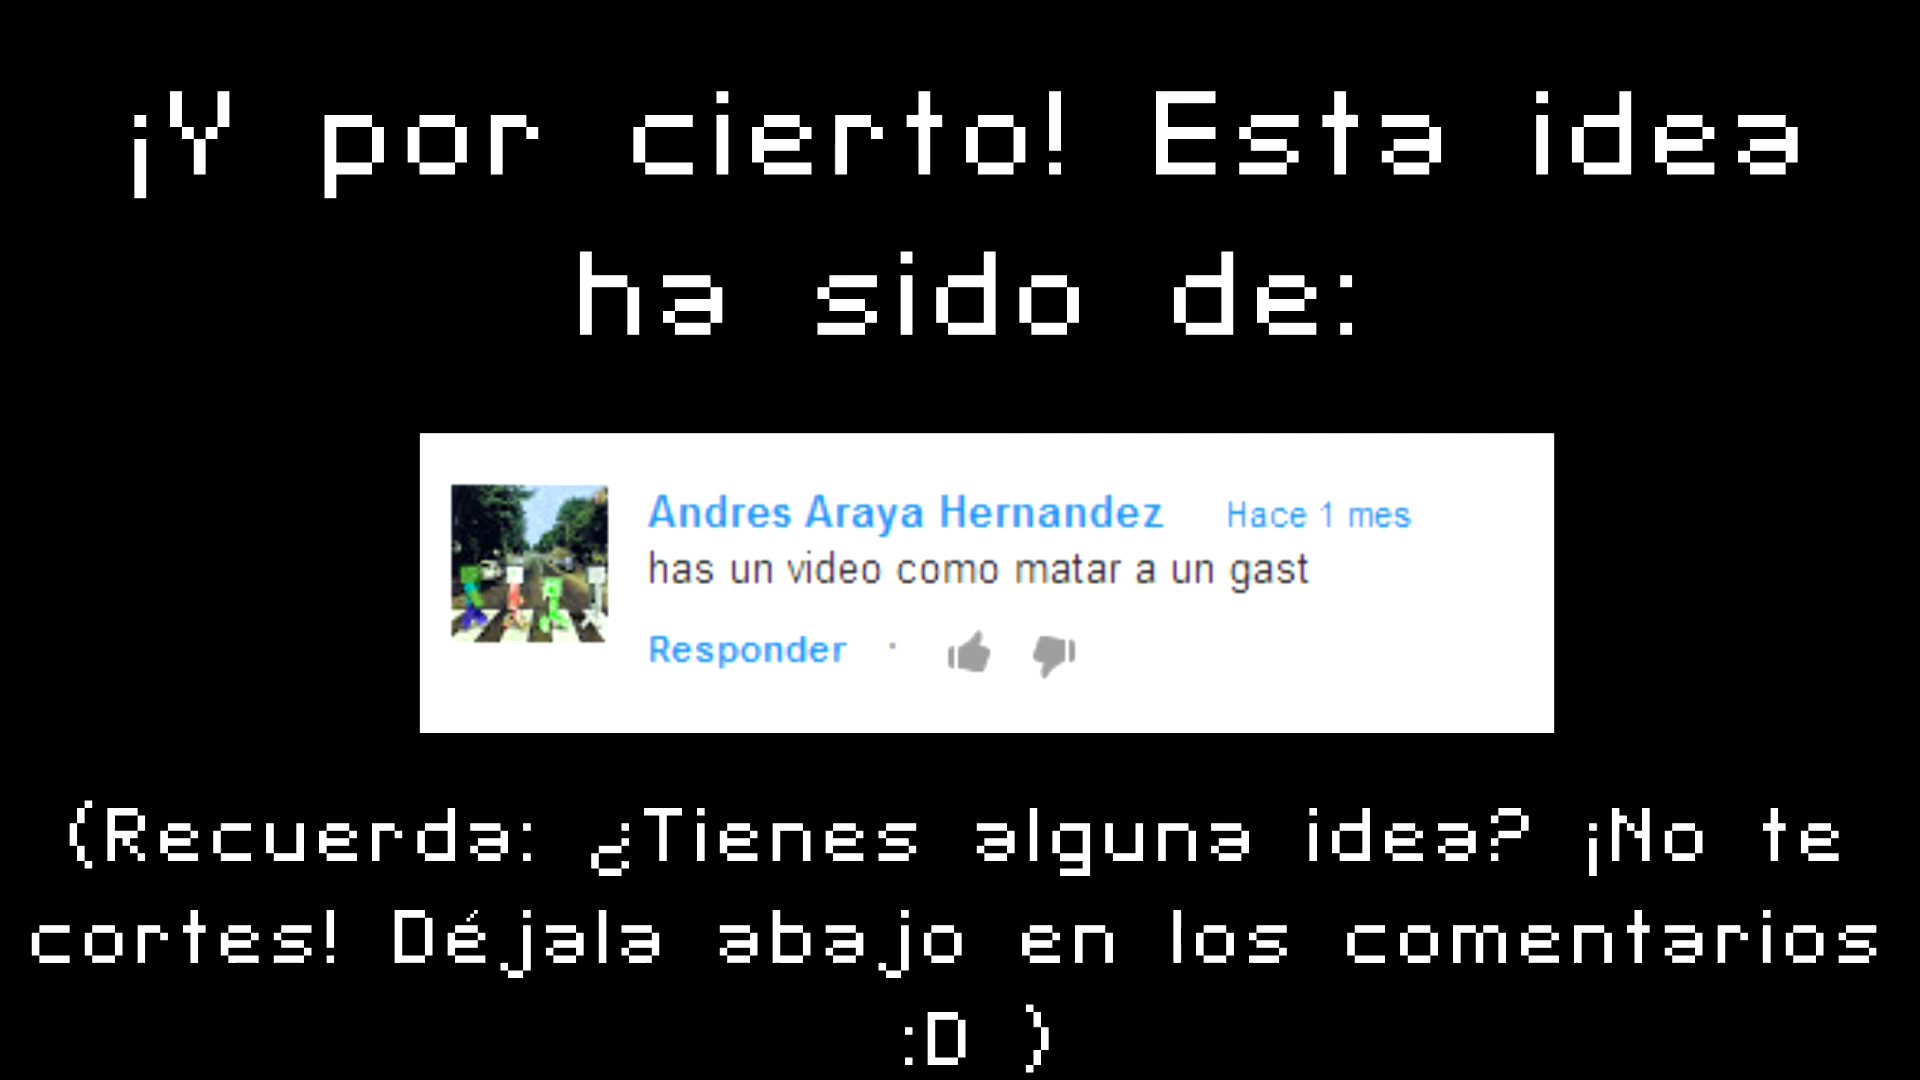 ¡Y por cierto! Esta idea
ha sido de:
Andres Araya Hernandez Hace 1 mes
has un video como matar a un gast
Responder ·
(Recuerda: ¿Tienes alguna idea? ¡No te
cortes! Déjala abajo en los comentarios
:D )